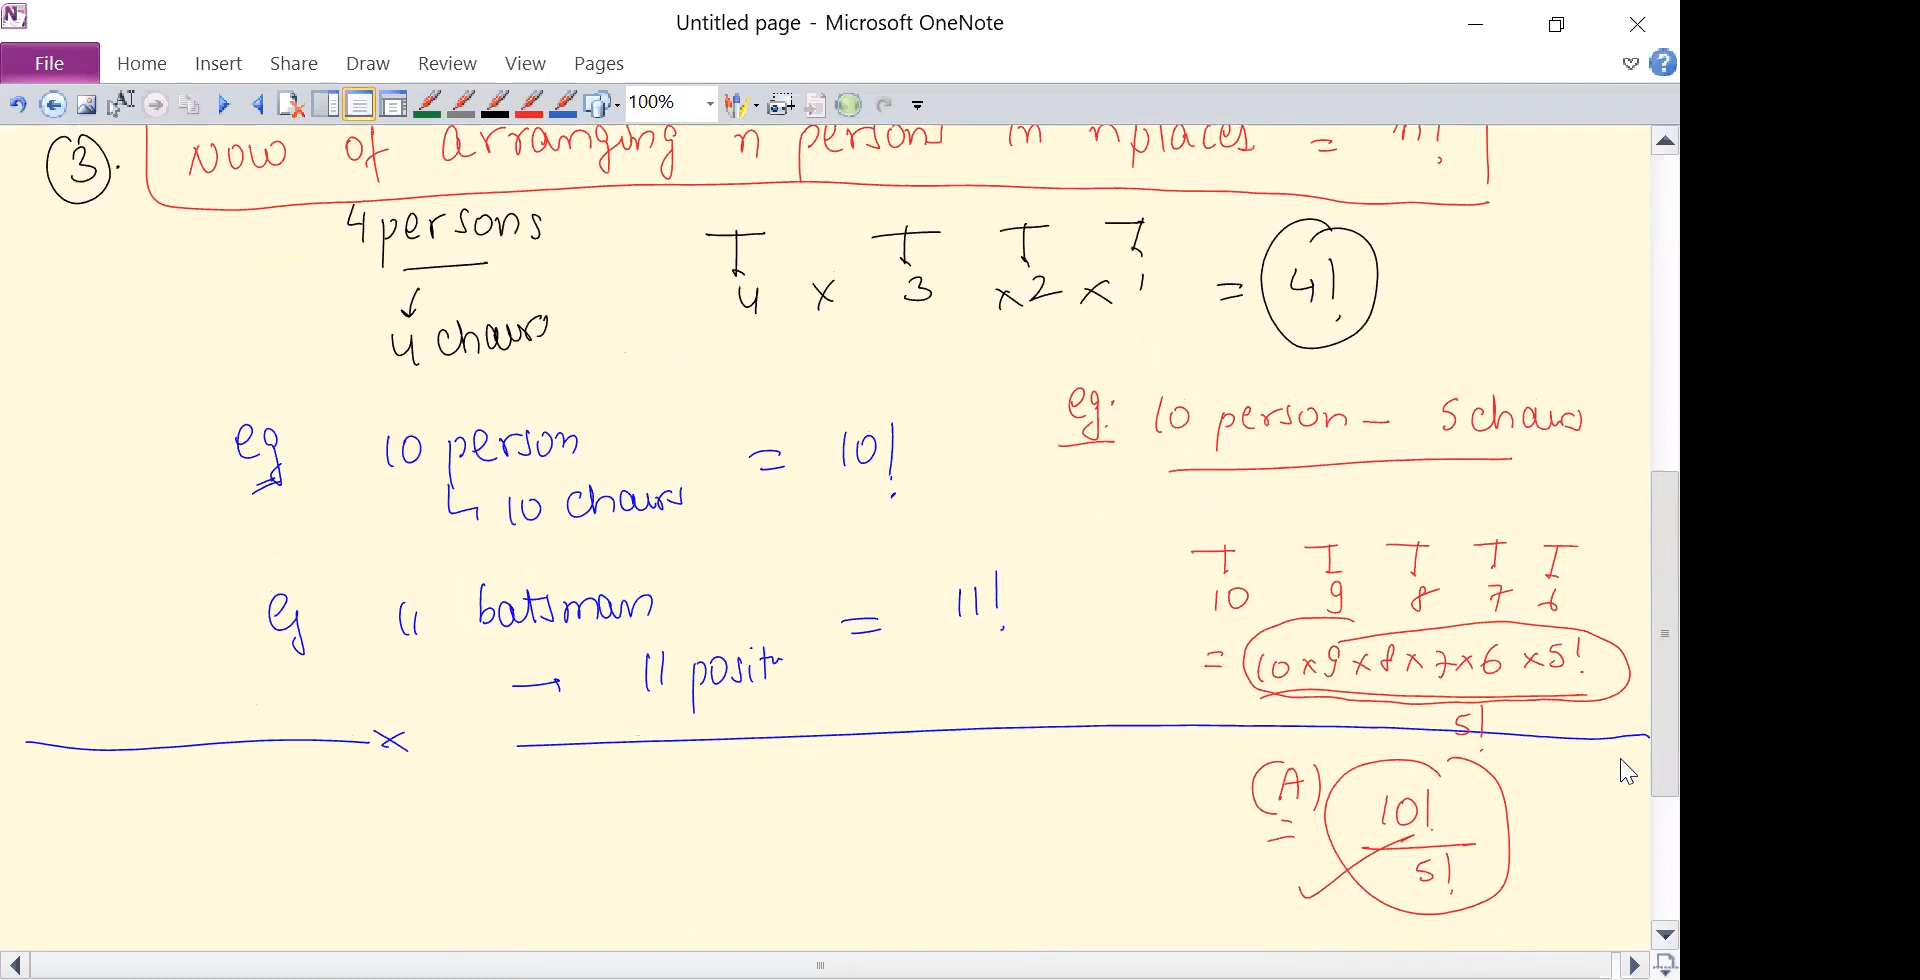 Untitled page - Microsoft OneNote
File Home Insert Share Draw Review View Pages
100%
(3). NOW of arranging n persons in n places = n!
4 persons
4 chairs
4 x 3 x 2 x 1 = 4!
eg 10 person = 10!
10 chairs
eg 11 batsman = 11!
→ 11 positn
x
eg: 10 person - 5 chairs
10 9 8 7 6
= 10 x 9 x 8 x 7 x 6 x 5!
5!
(A) = 10!
5!